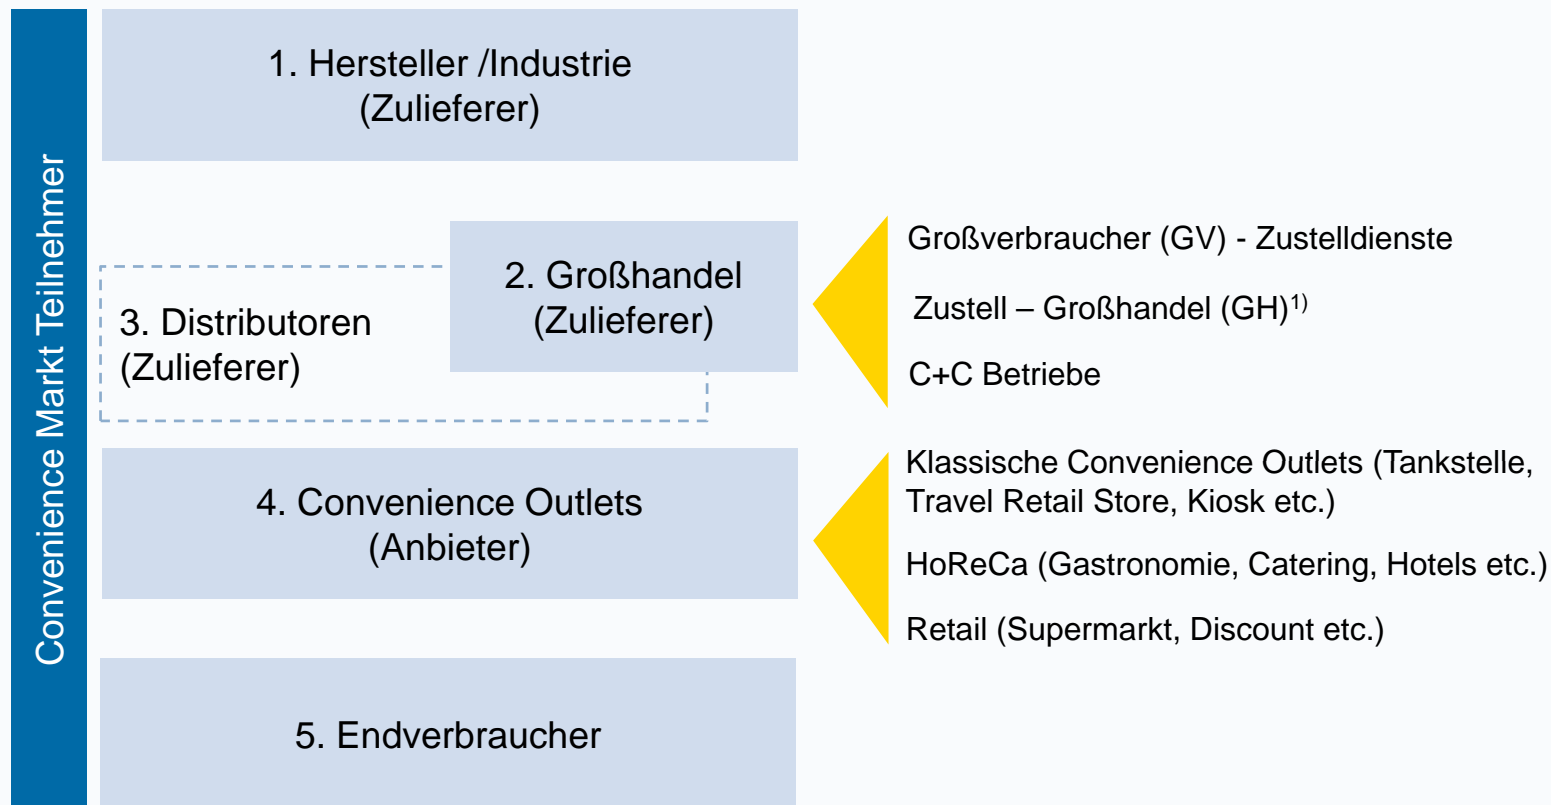 Convenience Markt Teilnehmer
1. Hersteller /Industrie
(Zulieferer)
2. Großhandel
(Zulieferer)
3. Distributoren
(Zulieferer)
Großverbraucher (GV) - Zustelldienste
Zustell – Großhandel (GH)¹⁾
C+C Betriebe
4. Convenience Outlets
(Anbieter)
Klassische Convenience Outlets (Tankstelle,
Travel Retail Store, Kiosk etc.)
HoReCa (Gastronomie, Catering, Hotels etc.)
Retail (Supermarkt, Discount etc.)
5. Endverbraucher